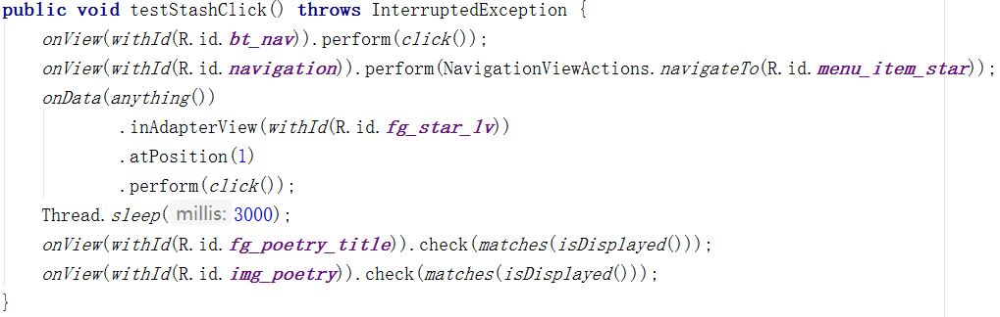 public void testStashClick() throws InterruptedException {
    onView(withId(R.id.bt_nav)).perform(click());
    onView(withId(R.id.navigation)).perform(NavigationViewActions.navigateTo(R.id.menu_item_star));
    onData(anything())
            .inAdapterView(withId(R.id.fg_star_lv))
            .atPosition(1)
            .perform(click());
    Thread.sleep( millis: 3000);
    onView(withId(R.id.fg_poetry_title)).check(matches(isDisplayed()));
    onView(withId(R.id.img_poetry)).check(matches(isDisplayed()));
}